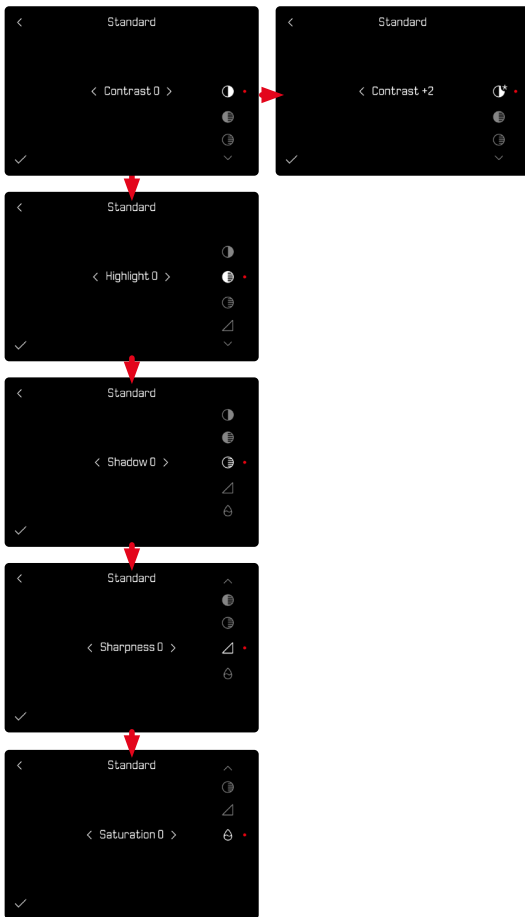 Standard
Contrast 0
Standard
Contrast +2
Standard
Highlight 0
Standard
Shadow 0
Standard
Sharpness 0
Standard
Saturation 0